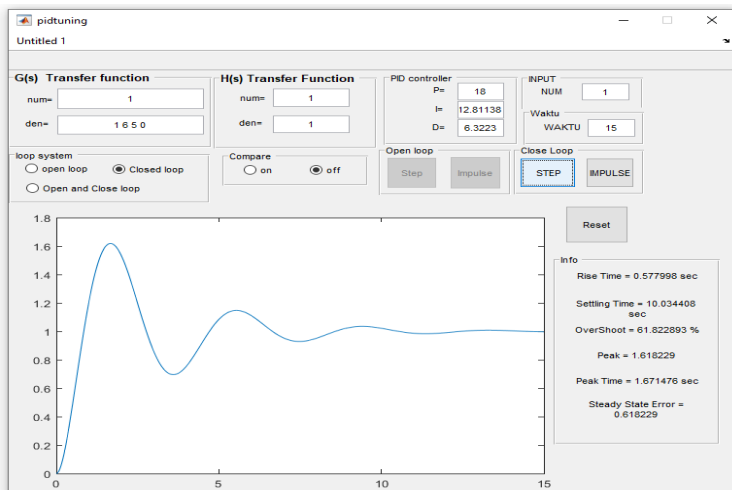 pidtuning
Untitled 1
G(s) Transfer function
num= 1
den= 1 6 5 0
H(s) Transfer Function
num= 1
den= 1
PID controller
P= 18
I= 12.81138
D= 6.3223
INPUT
NUM 1
Waktu
WAKTU 15
loop system
open loop Closed loop
Open and Close loop
Compare
on off
Open loop
Step Impulse
Close Loop
STEP IMPULSE
Reset
1.8
1.6
1.4
1.2
1
0.8
0.6
0.4
0.2
0
0 5 10 15
Info
Rise Time = 0.577998 sec
Settling Time = 10.034408
sec
OverShoot = 61.822893 %
Peak = 1.618229
Peak Time = 1.671476 sec
Steady State Error =
0.618229